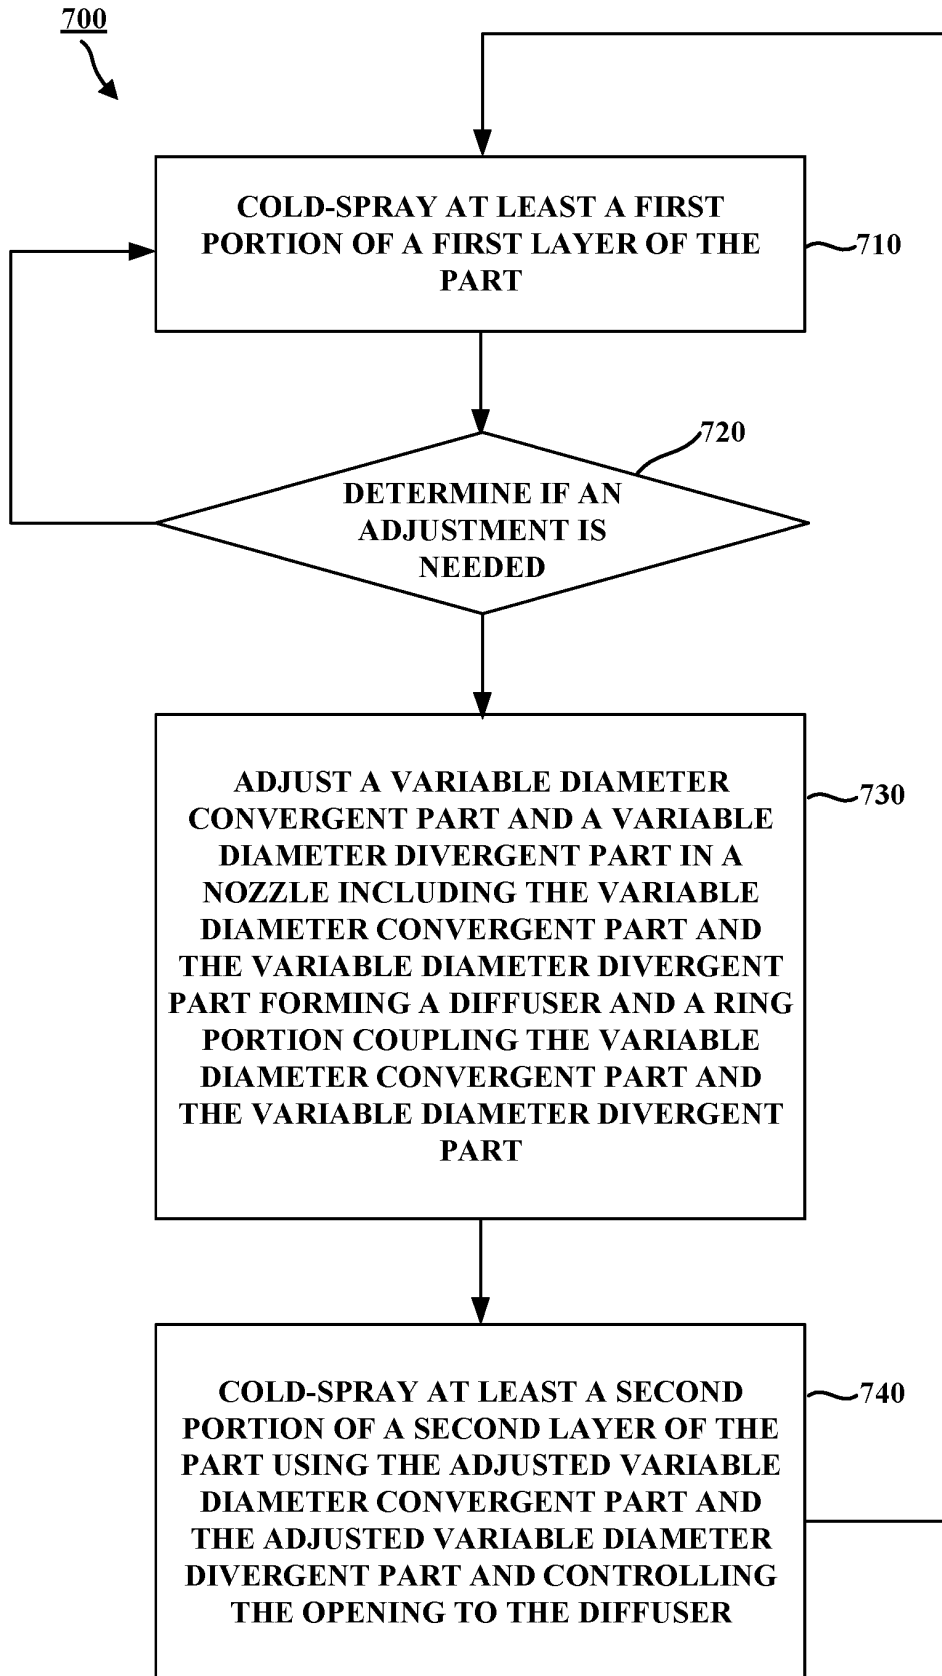 700
COLD-SPRAY AT LEAST A FIRST
PORTION OF A FIRST LAYER OF THE
PART
710
720
DETERMINE IF AN
ADJUSTMENT IS
NEEDED
ADJUST A VARIABLE DIAMETER
CONVERGENT PART AND A VARIABLE
DIAMETER DIVERGENT PART IN A
NOZZLE INCLUDING THE VARIABLE
DIAMETER CONVERGENT PART AND
THE VARIABLE DIAMETER DIVERGENT
PART FORMING A DIFFUSER AND A RING
PORTION COUPLING THE VARIABLE
DIAMETER CONVERGENT PART AND
THE VARIABLE DIAMETER DIVERGENT
PART
730
COLD-SPRAY AT LEAST A SECOND
PORTION OF A SECOND LAYER OF THE
PART USING THE ADJUSTED VARIABLE
DIAMETER CONVERGENT PART AND
THE ADJUSTED VARIABLE DIAMETER
DIVERGENT PART AND CONTROLLING
THE OPENING TO THE DIFFUSER
740